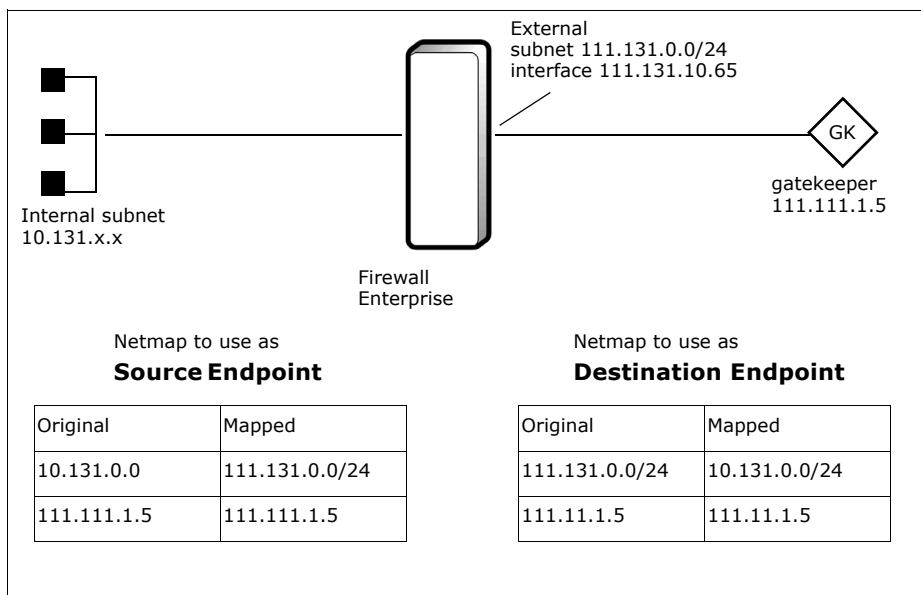 External
subnet 111.131.0.0/24
interface 111.131.10.65
GK
gatekeeper
111.111.1.5
Internal subnet
10.131.x.x
Firewall
Enterprise
Netmap to use as
Source Endpoint
Original Mapped
10.131.0.0 111.131.0.0/24
111.111.1.5 111.111.1.5
Netmap to use as
Destination Endpoint
Original Mapped
111.131.0.0/24 10.131.0.0/24
111.11.1.5 111.11.1.5